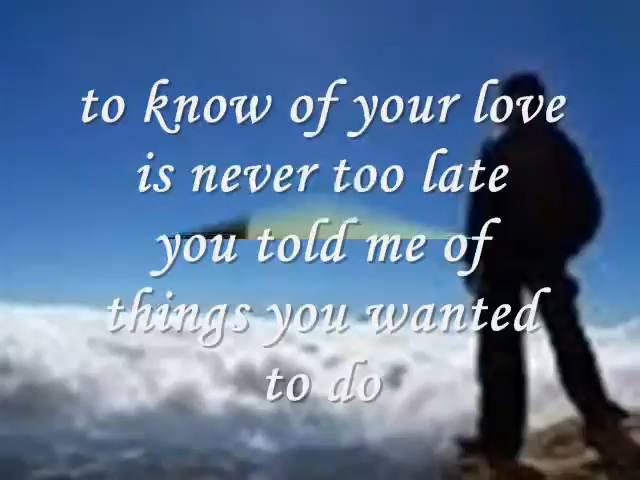 to know of your love
is never too late
you told me of
things you wanted
to do